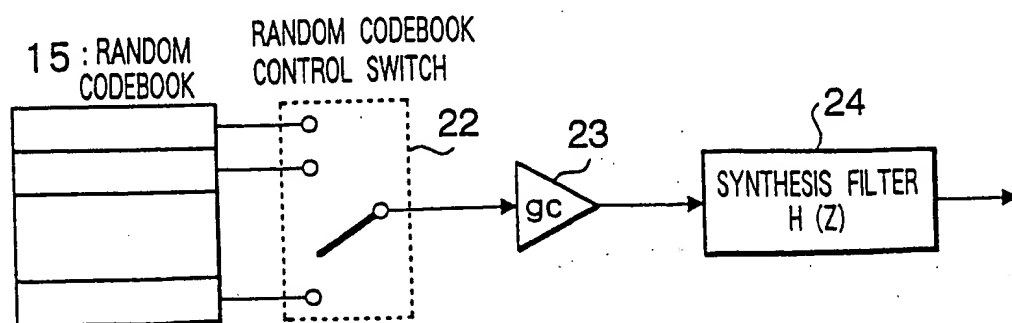 15 : RANDOM
CODEBOOK
RANDOM CODEBOOK
CONTROL SWITCH
22
23
gc
24
SYNTHESIS FILTER
H (Z)